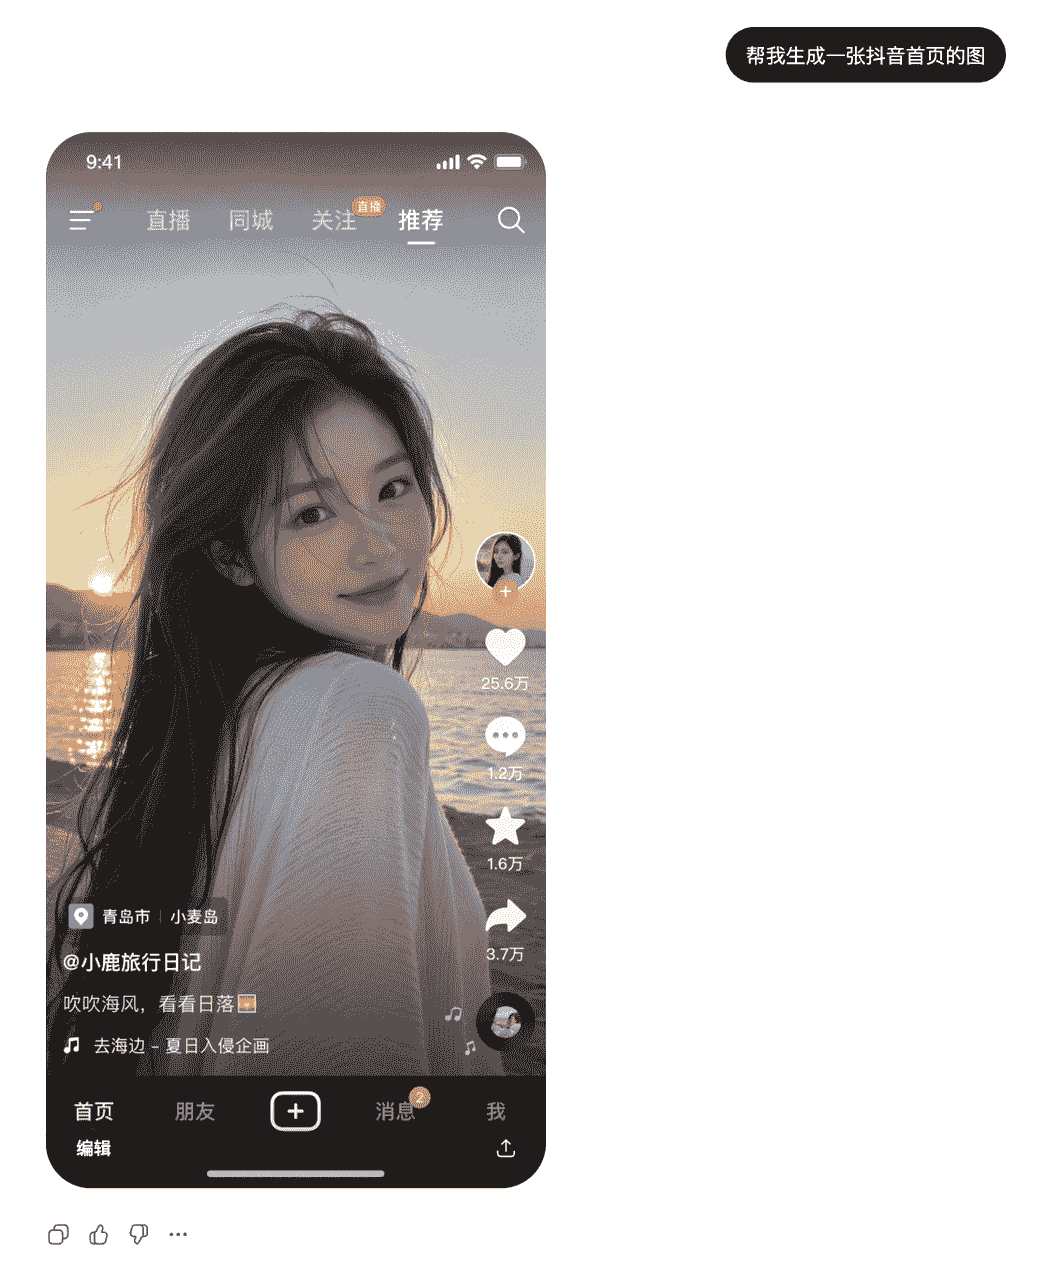 帮我生成一张抖音首页的图
9:41
直播 同城 关注 直播 推荐
25.6万
1.2万
1.6万
3.7万
青岛市 | 小麦岛
@小鹿旅行日记
吹吹海风，看看日落🌅
去海边 - 夏日入侵企画
首页 朋友 消息 2 我
编辑